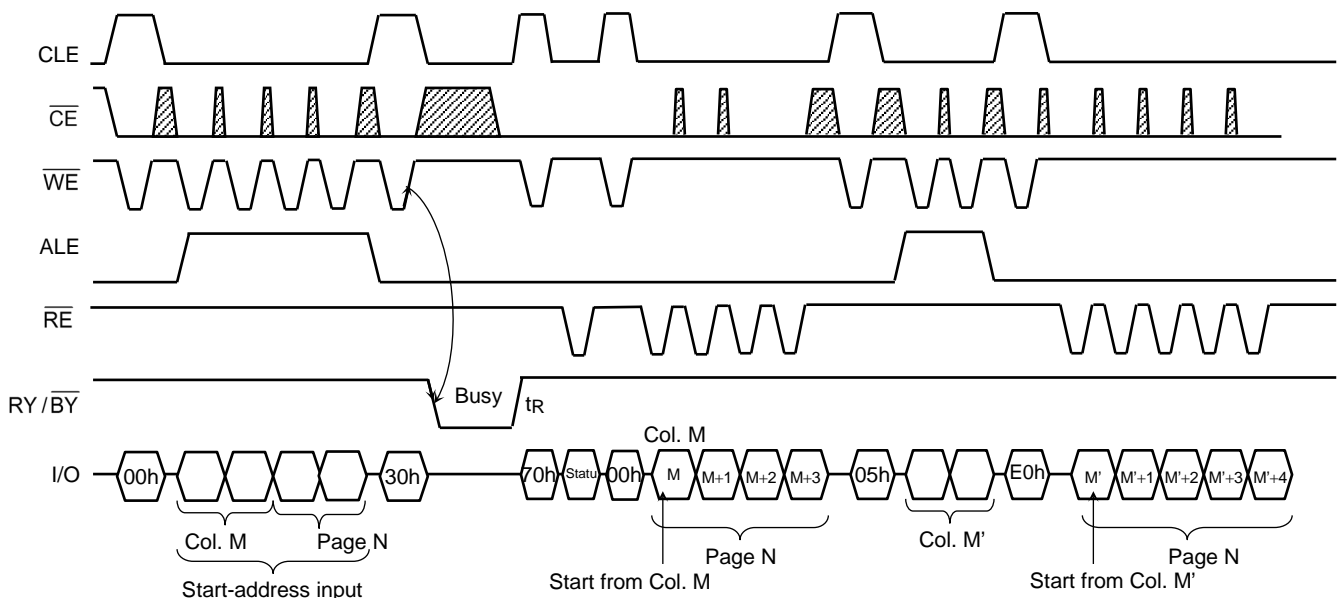 CLE
CE
WE
ALE
RE
RY / BY
Busy
tR
Col. M
I/O
00h
30h
70h
Statu
00h
M
M+1
M+2
M+3
05h
E0h
M'
M'+1
M'+2
M'+3
M'+4
Col. M
Page N
Start-address input
Page N
Start from Col. M
Col. M'
Page N
Start from Col. M'